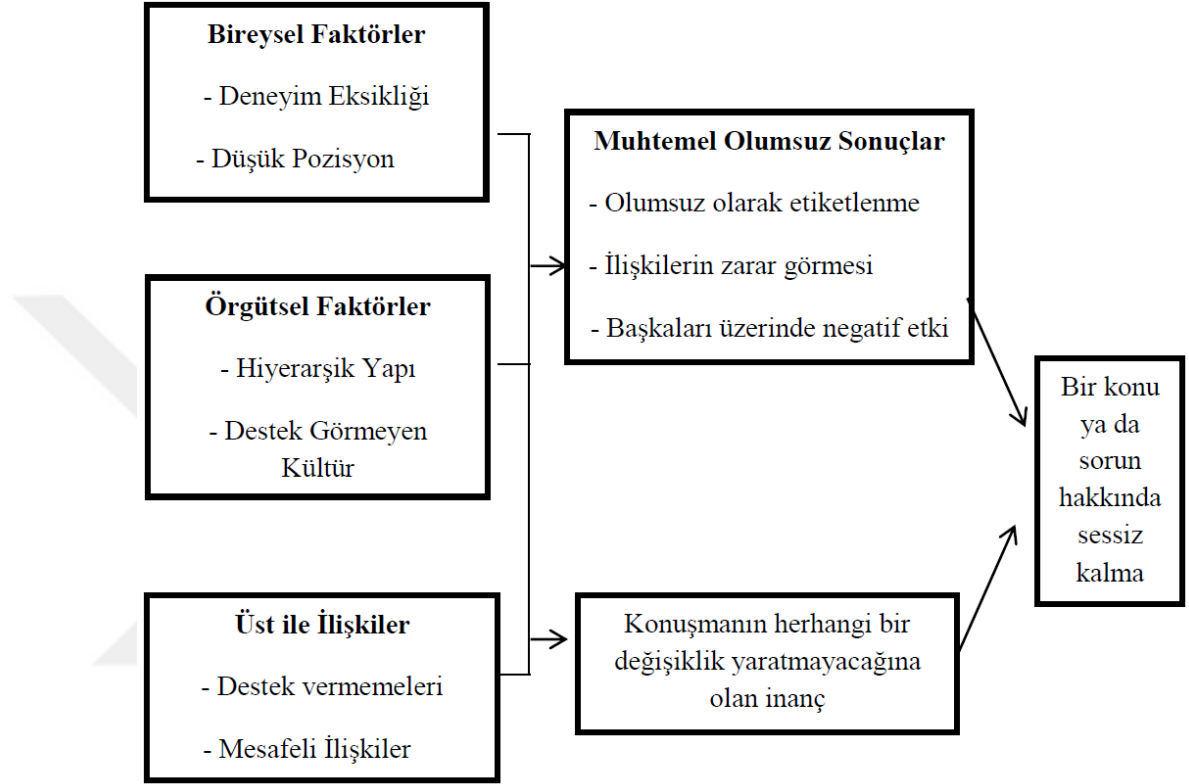 Bireysel Faktörler
- Deneyim Eksikliği
- Düşük Pozisyon
Örgütsel Faktörler
- Hiyerarşik Yapı
- Destek Görmeyen
Kültür
Üst ile İlişkiler
- Destek vermemeleri
- Mesafeli İlişkiler
Muhtemel Olumsuz Sonuçlar
- Olumsuz olarak etiketlenme
- İlişkilerin zarar görmesi
- Başkaları üzerinde negatif etki
Konuşmanın herhangi bir
değişiklik yaratmayacağına
olan inanç
Bir konu
ya da
sorun
hakkında
sessiz
kalma